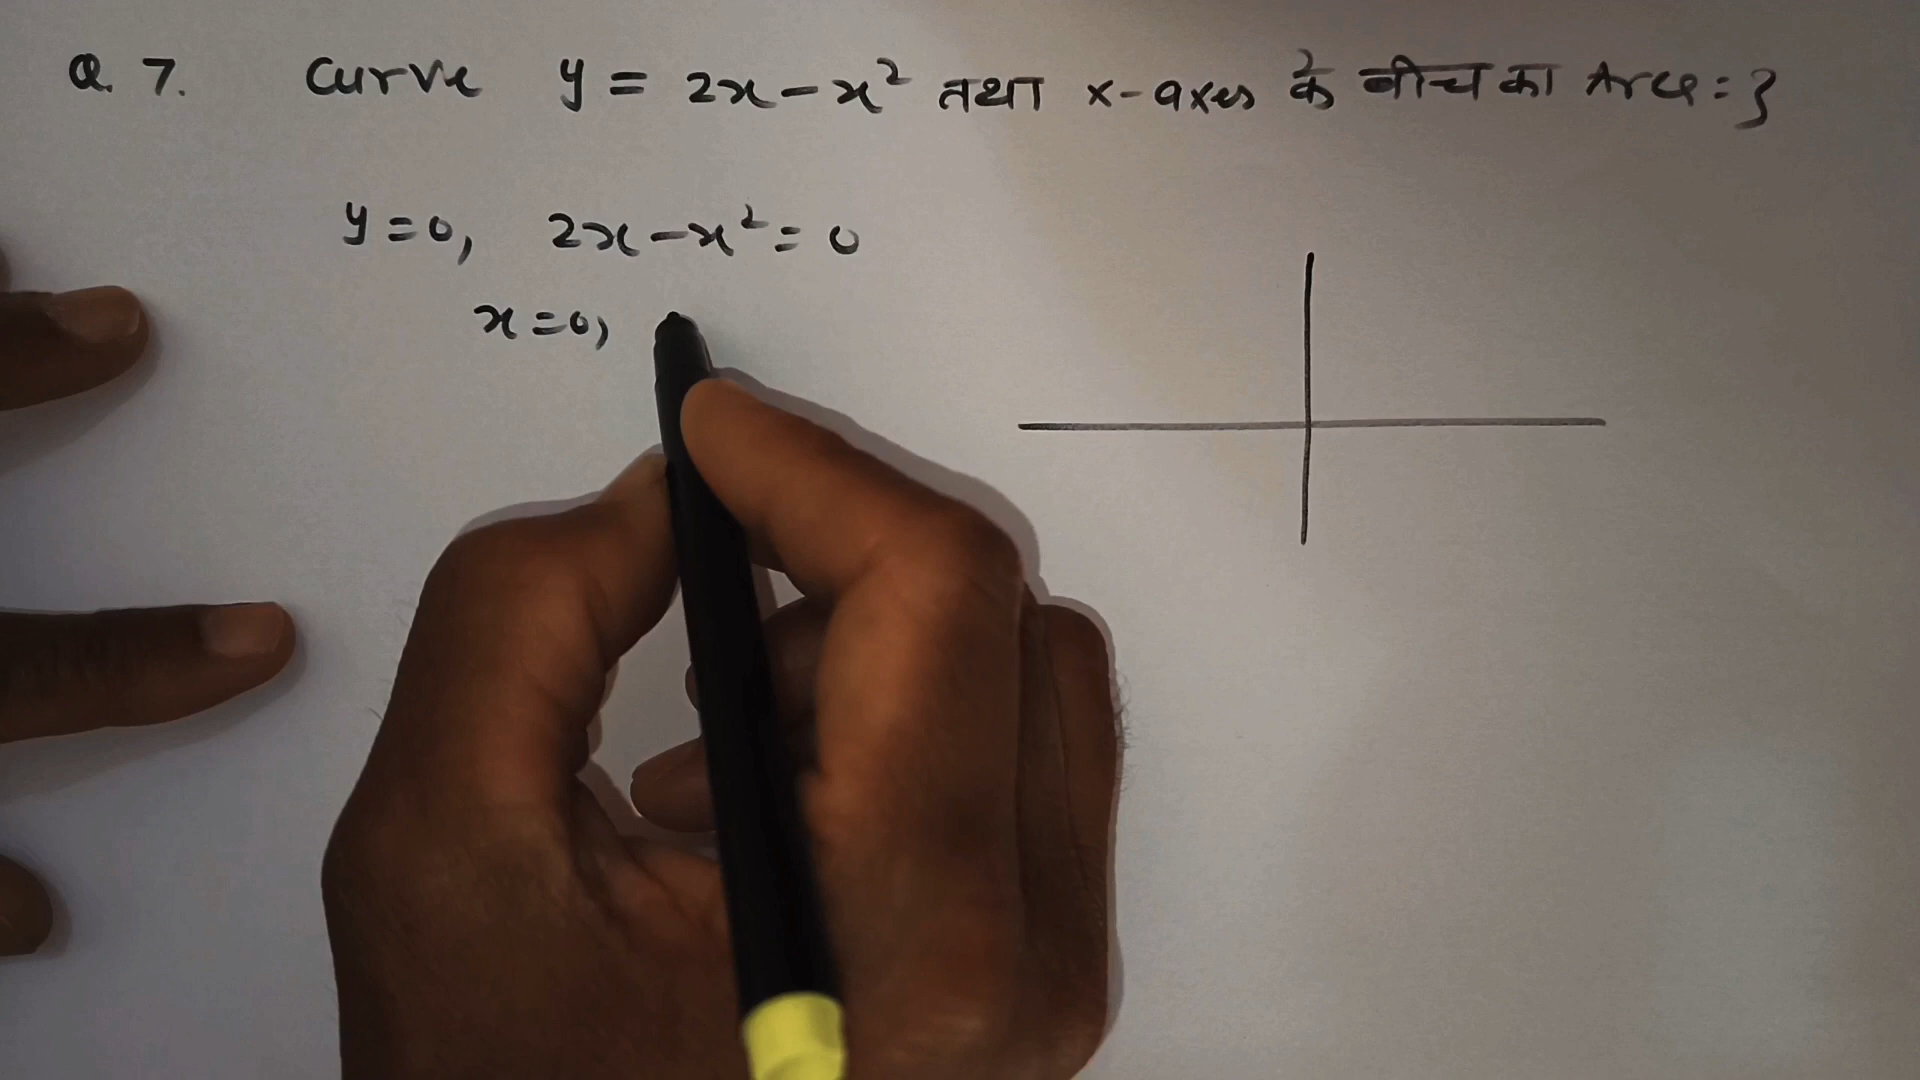 Q. 7. Curve y = 2x - x² तथा x-axes के बीच का Area = ?
y = 0, 2x - x² = 0
x = 0,